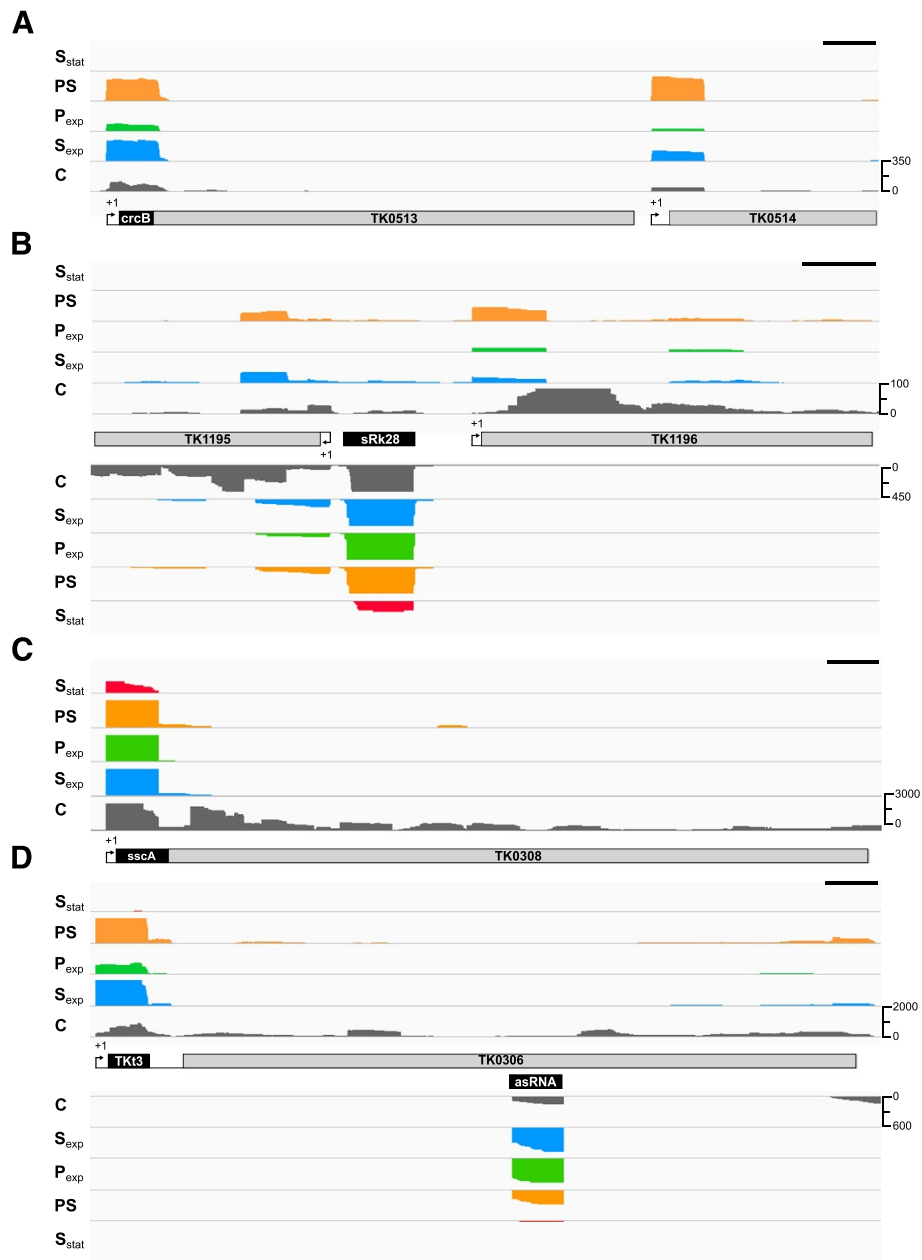 A
Sstat
PS
Pexp
Sexp
C
350
0
+1
+1
crcB
TK0513
TK0514
B
Sstat
PS
Pexp
Sexp
C
100
0
+1
TK1195
sRk28
TK1196
+1
C
0
450
Sexp
Pexp
PS
Sstat
C
Sstat
PS
Pexp
Sexp
C
3000
0
+1
sscA
TK0308
D
Sstat
PS
Pexp
Sexp
C
2000
0
+1
TKt3
TK0306
asRNA
C
0
600
Sexp
Pexp
PS
Sstat